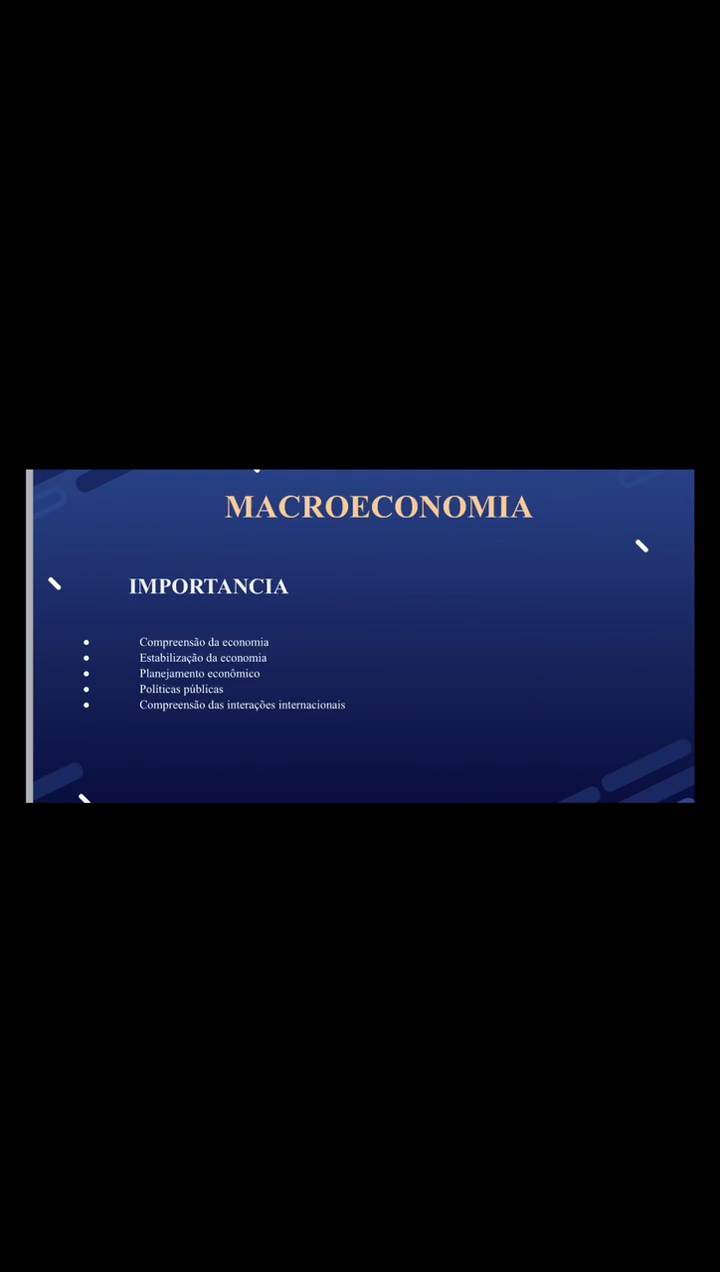 MACROECONOMIA
IMPORTANCIA
● Compreensão da economia
● Estabilização da economia
● Planejamento econômico
● Políticas públicas
● Compreensão das interações internacionais